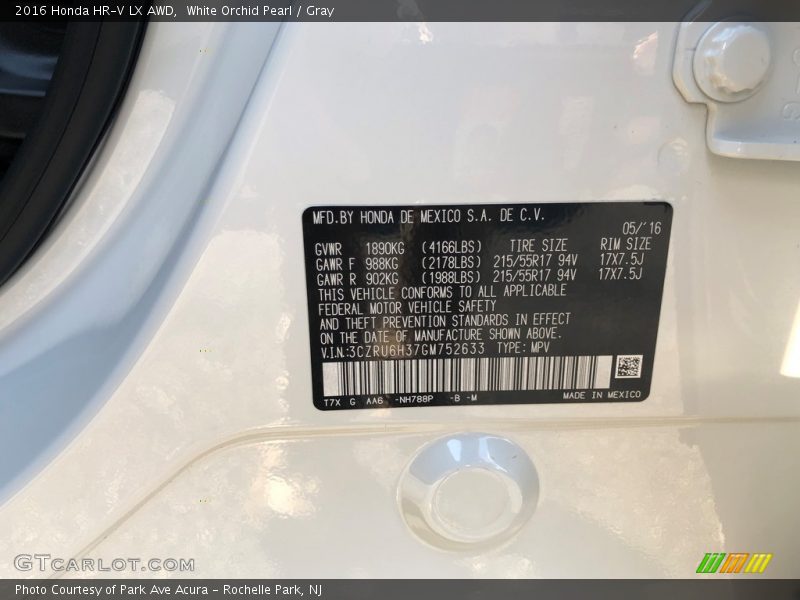 2016 Honda HR-V LX AWD, White Orchid Pearl / Gray
MFD.BY HONDA DE MEXICO S.A. DE C.V.
05/'16
GVWR 1890KG (4166LBS) TIRE SIZE RIM SIZE
GAWR F 988KG (2178LBS) 215/55R17 94V 17X7.5J
GAWR R 902KG (1988LBS) 215/55R17 94V 17X7.5J
THIS VEHICLE CONFORMS TO ALL APPLICABLE
FEDERAL MOTOR VEHICLE SAFETY
AND THEFT PREVENTION STANDARDS IN EFFECT
ON THE DATE OF MANUFACTURE SHOWN ABOVE.
V.I.N:3CZRU6H37GM752633 TYPE: MPV
T7X G AA6 -NH788P -B -M MADE IN MEXICO
GTCARLOT.COM
Photo Courtesy of Park Ave Acura - Rochelle Park, NJ